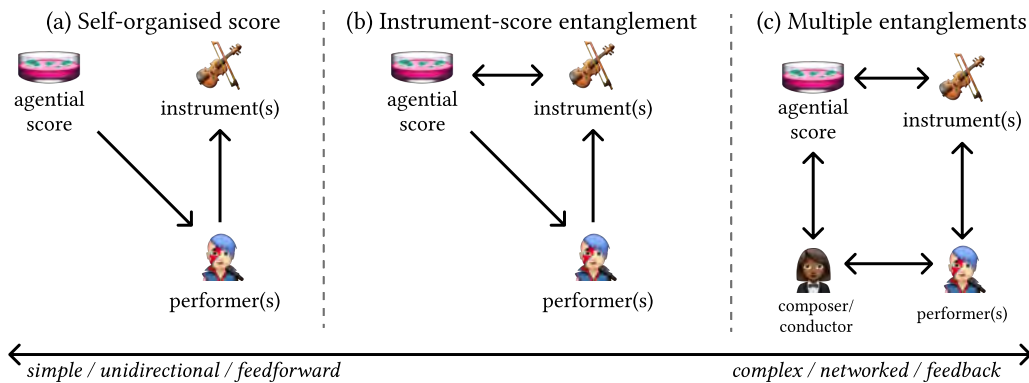 (a) Self-organised score
agential
score
instrument(s)
performer(s)
(b) Instrument-score entanglement
agential
score
instrument(s)
performer(s)
(c) Multiple entanglements
agential
score
instrument(s)
composer/
conductor
performer(s)
simple / unidirectional / feedforward
complex / networked / feedback